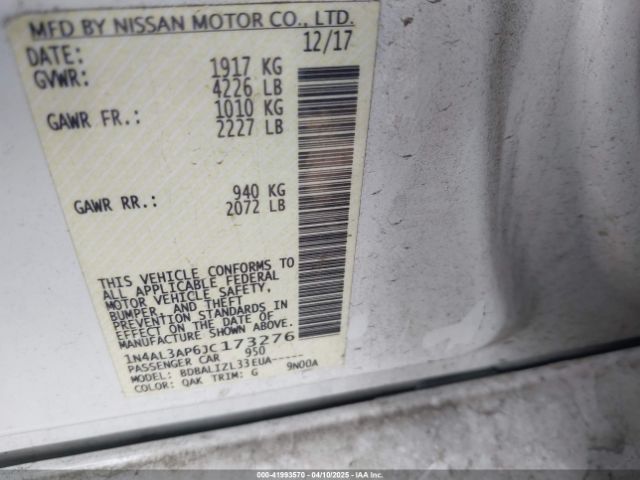 MFD BY NISSAN MOTOR CO., LTD.
DATE: 12/17
GVWR: 1917 KG
4226 LB
GAWR FR.: 1010 KG
2227 LB
GAWR RR.: 940 KG
2072 LB
THIS VEHICLE CONFORMS TO
ALL APPLICABLE FEDERAL
MOTOR VEHICLE SAFETY,
BUMPER, AND THEFT
PREVENTION STANDARDS IN
EFFECT ON THE DATE OF
MANUFACTURE SHOWN ABOVE.
1N4AL3AP6JC173276
PASSENGER CAR 950
MODEL: BDBALIZL33EUA-----
COLOR: QAK TRIM: G 9N00A
000-41993570 - 04/10/2025 - IAAI.COM